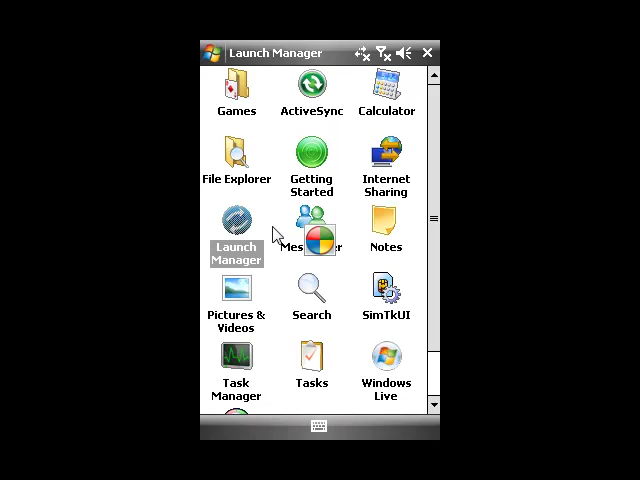 Launch Manager
Games
ActiveSync
Calculator
File Explorer
Getting
Started
Internet
Sharing
Launch
Manager
Notes
Pictures &
Videos
Search
SimTkUI
Task
Manager
Tasks
Windows
Live